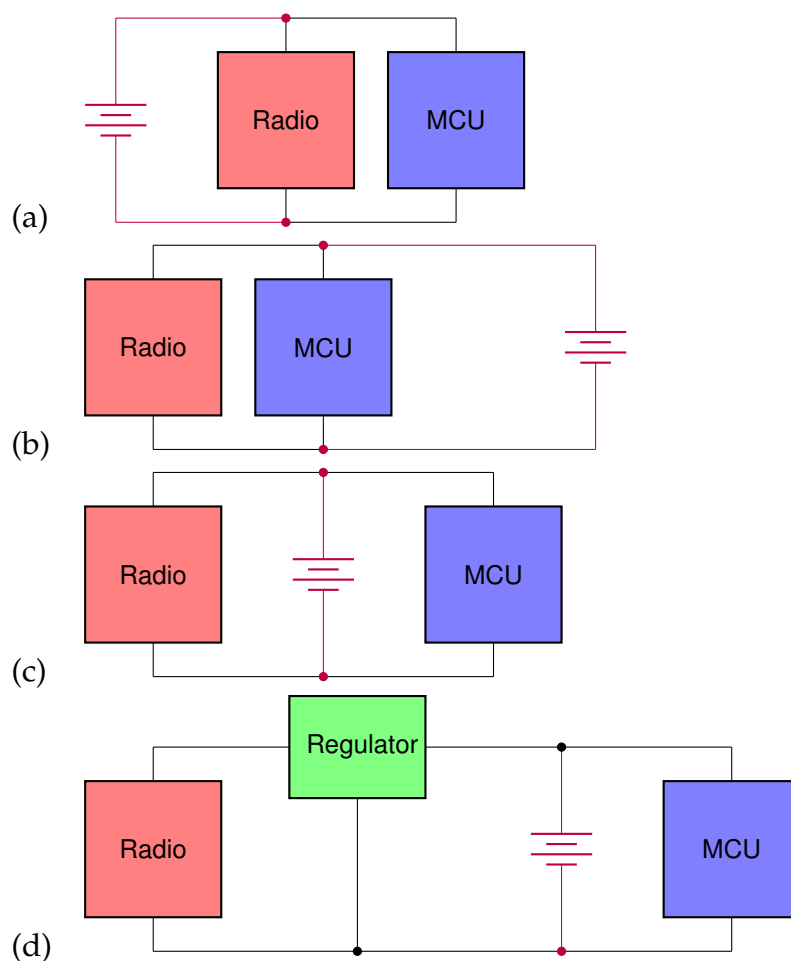 Radio MCU
(a)
Radio MCU
(b)
Radio MCU
(c)
Regulator
Radio MCU
(d)